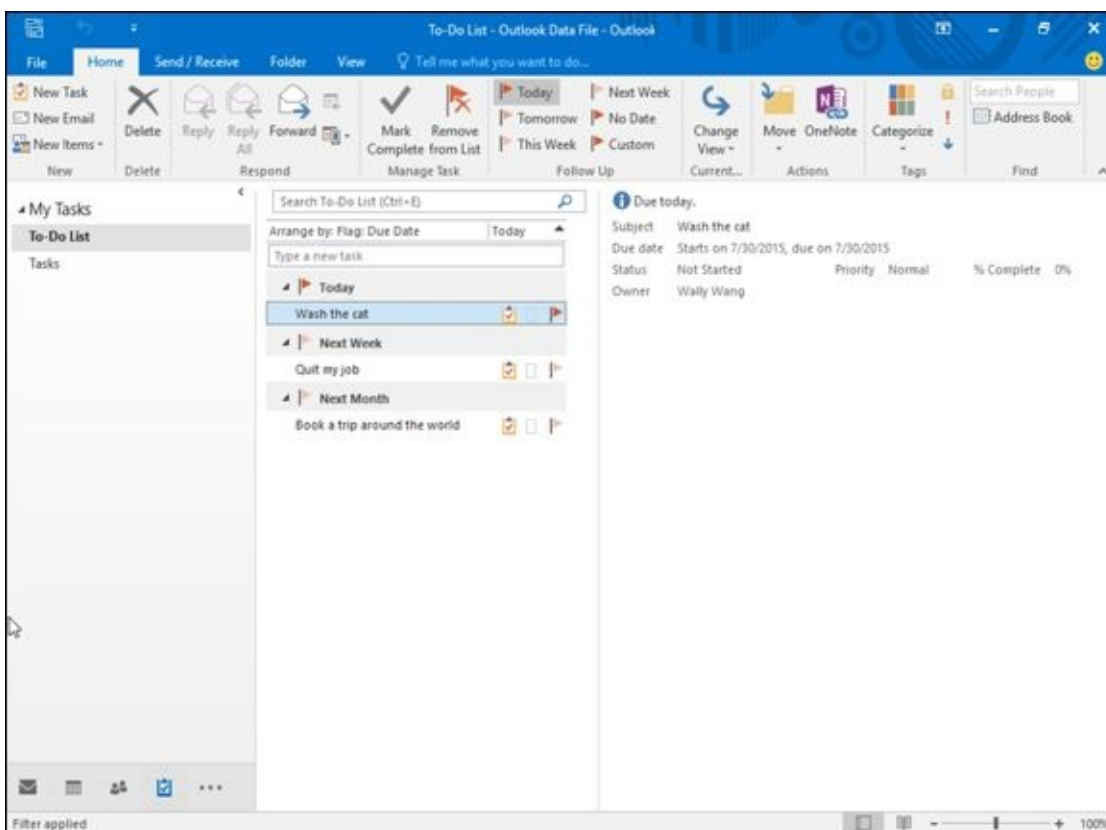 To-Do List - Outlook Data File - Outlook
File Home Send / Receive Folder View Tell me what you want to do...
New Task
New Email
New Items
New
Delete
Delete
Reply
Reply All
Forward
Respond
Mark Complete
Remove from List
Manage Task
Today
Tomorrow
This Week
Next Week
No Date
Custom
Follow Up
Change View
Current...
Move
OneNote
Actions
Categorize
Tags
Search People
Address Book
Find
My Tasks
To-Do List
Tasks
Search To-Do List (Ctrl+E)
Arrange by: Flag: Due Date Today
Type a new task
Today
Wash the cat
Next Week
Quit my job
Next Month
Book a trip around the world
Due today.
Subject Wash the cat
Due date Starts on 7/30/2015, due on 7/30/2015
Status Not Started Priority Normal % Complete 0%
Owner Wally Wang
Filter applied
100%